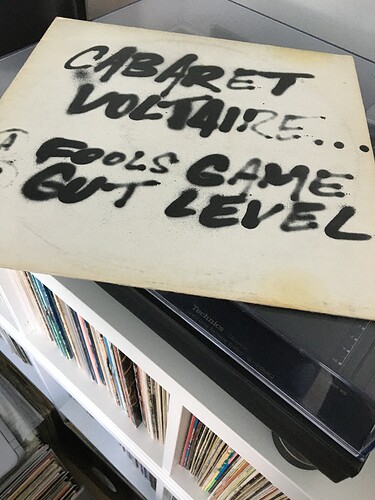 CABARET
VOLTAIRE...
A FOOLS GAME
GUT LEVEL
Technics